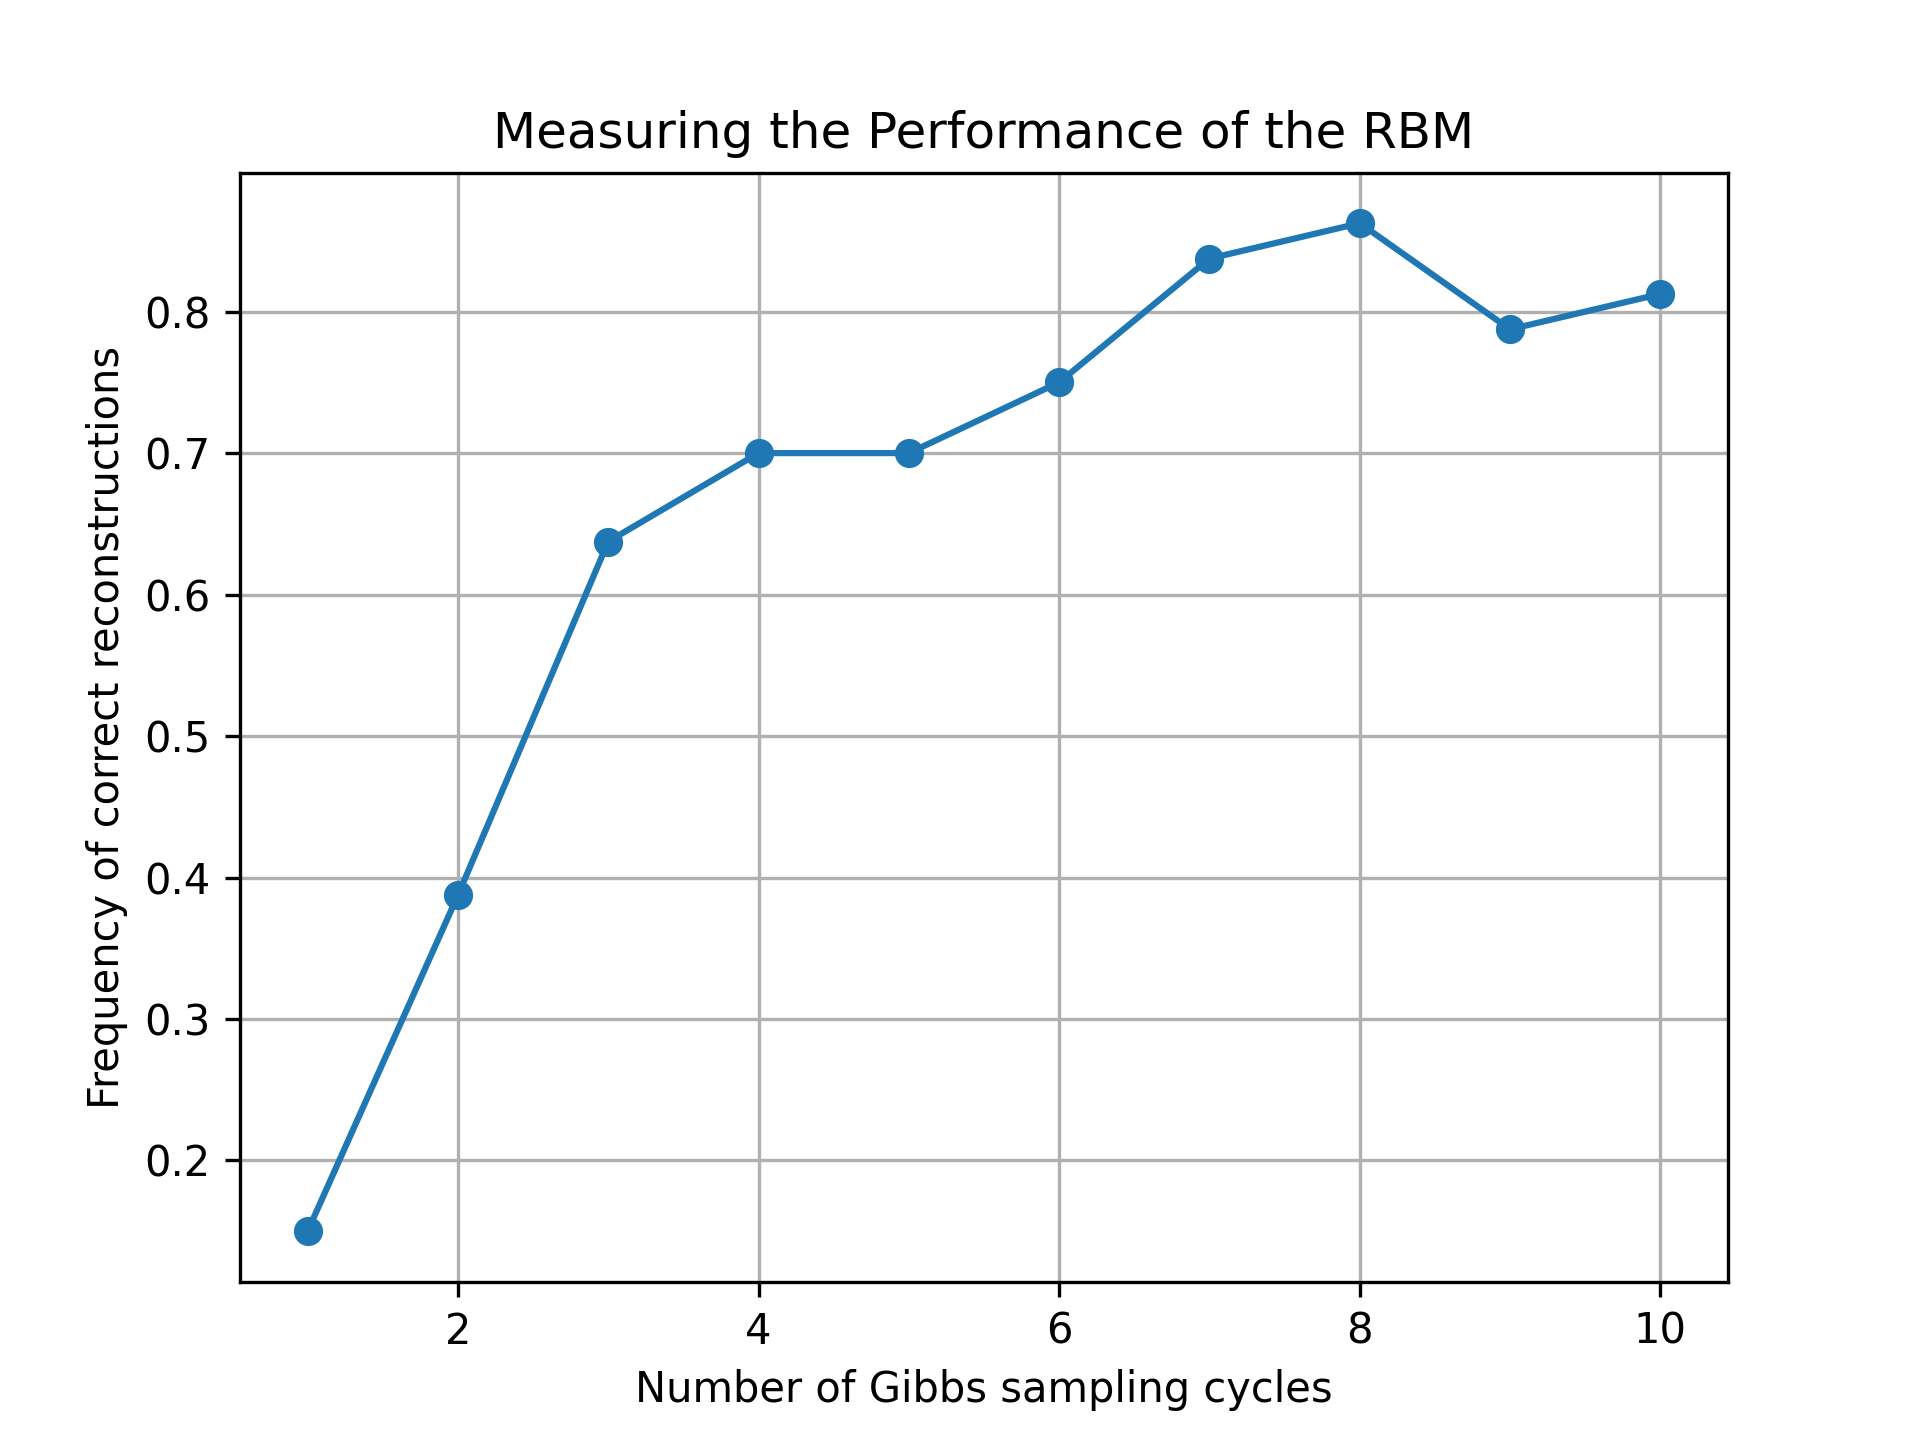 Measuring the Performance of the RBM
Frequency of correct reconstructions
0.8
0.7
0.6
0.5
0.4
0.3
0.2
2 4 6 8 10
Number of Gibbs sampling cycles